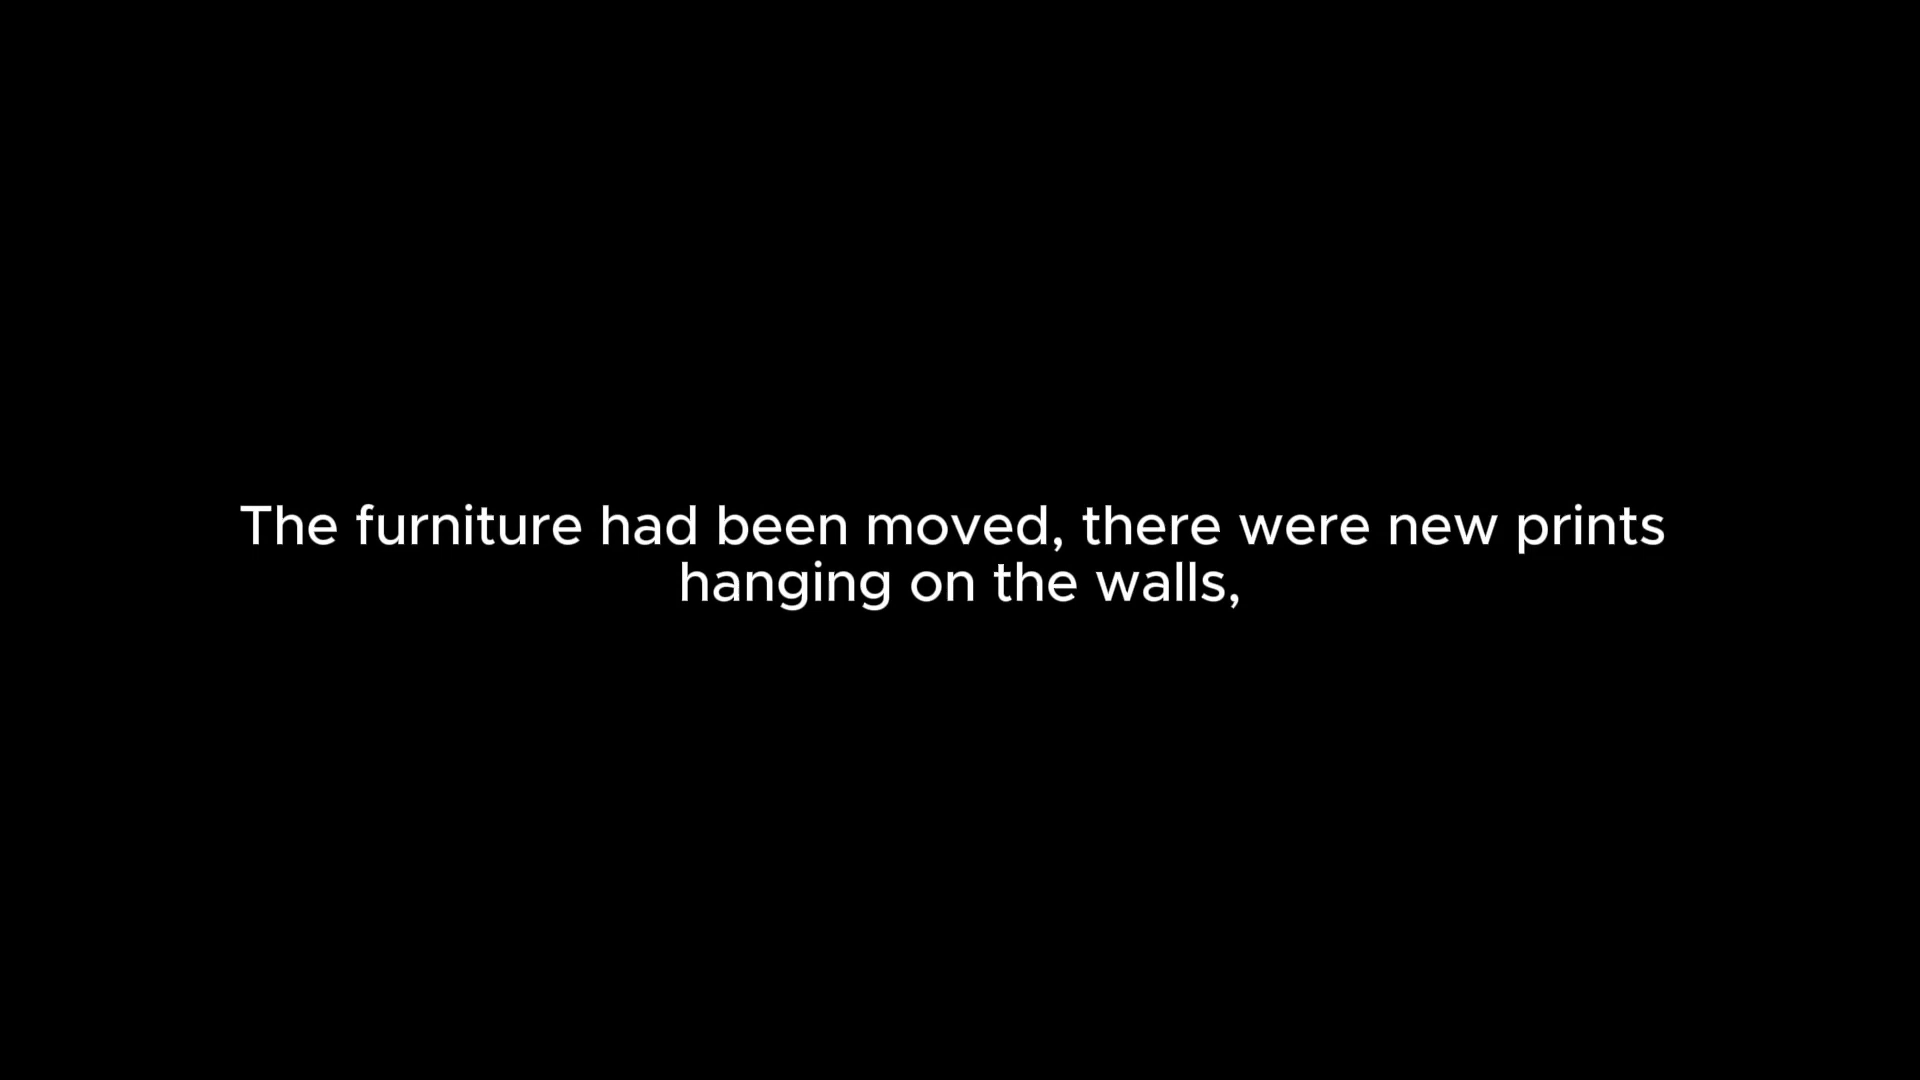 The furniture had been moved, there were new prints
hanging on the walls,